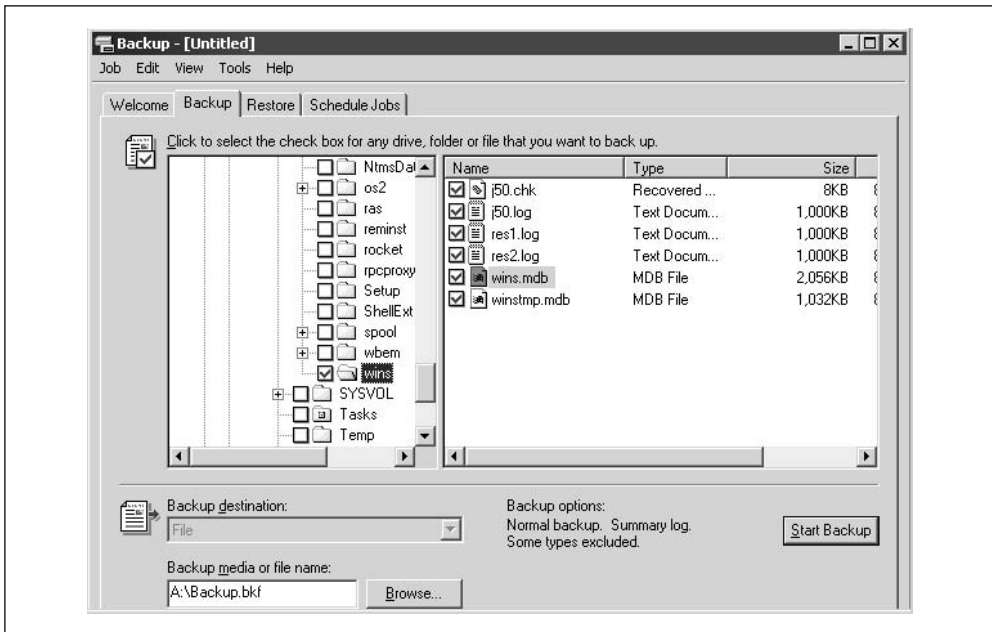 Backup - [Untitled]
Job Edit View Tools Help
Welcome Backup Restore Schedule Jobs
Click to select the check box for any drive, folder or file that you want to back up.
NtmsDat
os2
ras
reminst
rocket
rpcproxy
Setup
ShellExt
spool
wbem
wins
SYSVOL
Tasks
Temp
Name Type Size
j50.chk Recovered ... 8KB
j50.log Text Docum... 1,000KB
res1.log Text Docum... 1,000KB
res2.log Text Docum... 1,000KB
wins.mdb MDB File 2,056KB
winstmp.mdb MDB File 1,032KB
Backup destination:
File
Backup media or file name:
A:\Backup.bkf
Browse...
Backup options:
Normal backup. Summary log.
Some types excluded.
Start Backup